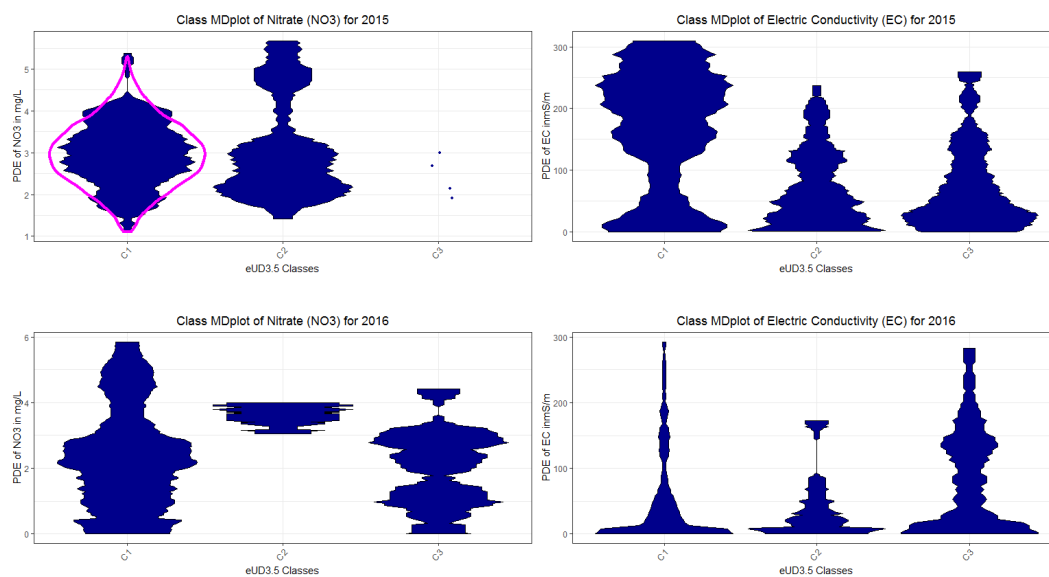 Class MDplot of Nitrate (NO3) for 2015
PDE of NO3 in mg/L
5
4
3
2
1
C1
C2
C3
eUD3.5 Classes
Class MDplot of Electric Conductivity (EC) for 2015
PDE of EC inmS/m
300
200
100
0
C1
C2
C3
eUD3.5 Classes
Class MDplot of Nitrate (NO3) for 2016
PDE of NO3 in mg/L
6
4
2
0
C1
C2
C3
eUD3.5 Classes
Class MDplot of Electric Conductivity (EC) for 2016
PDE of EC inmS/m
300
200
100
0
C1
C2
C3
eUD3.5 Classes